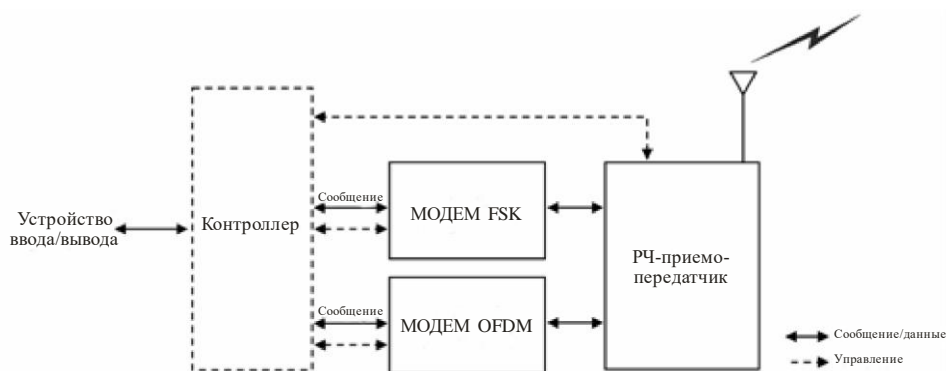 Устройство
ввода/вывода
Контроллер
Сообщение
МОДЕМ FSK
Сообщение
МОДЕМ OFDM
РЧ-приемо-
передатчик
Сообщение/данные
Управление